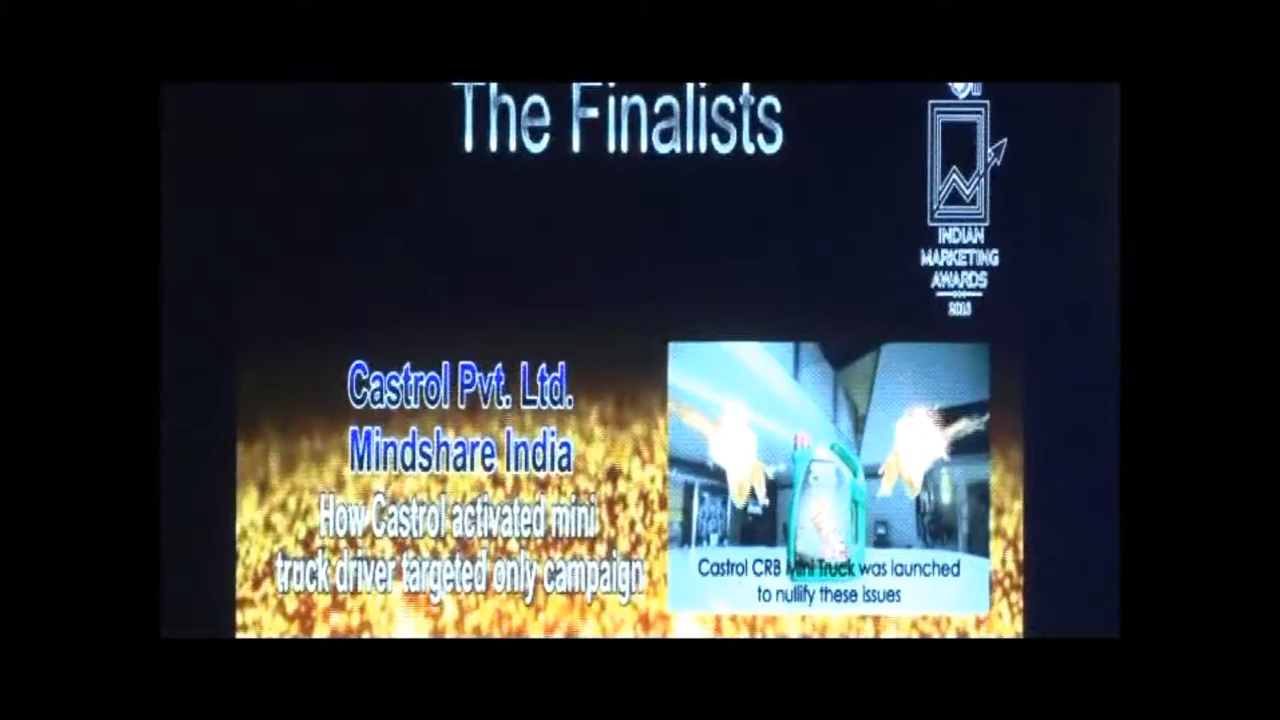 The Finalists
INDIAN
MARKETING
AWARDS
Castrol Pvt. Ltd.
Mindshare India
How Castrol activated mini
truck driver targeted only campaign
Castrol CRB Mini Truck was launched
to nullify these issues